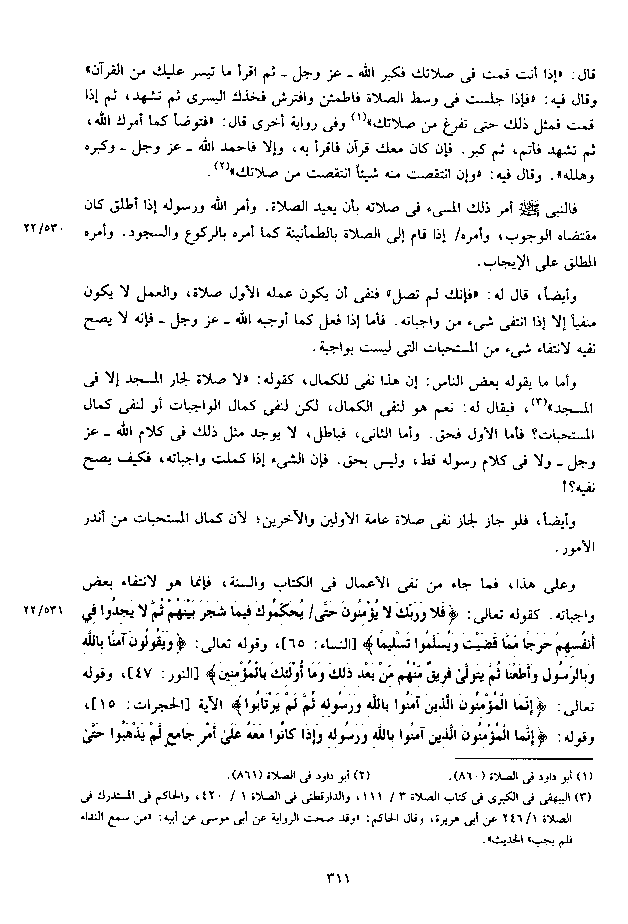 قال: «إذا أنت قمت فى صلاتك فكبر الله ـ عز وجل ـ ثم اقرأ ما تيسر عليك من القرآن»
وقال فيه: «فإذا جلست فى وسط الصلاة فاطمئن وافترش فخذك اليسرى ثم تشهد، ثم إذا
قمت فمثل ذلك حتى تفرغ من صلاتك»(١) وفى رواية أخرى قال: «فتوضأ كما أمرك الله،
ثم تشهد فأتم، ثم كبر. فإن كان معك قرآن فاقرأ به، وإلا فاحمد الله ـ عز وجل ـ وكبره
وهلله». وقال فيه: «وإن انتقصت منه شيئاً انتقصت من صلاتك»(٢).
فالنبى ﷺ أمر ذلك المسىء فى صلاته بأن يعيد الصلاة. وأمر الله ورسوله إذا أطلق كان
٢٢/٥٣٠ مقتضاه الوجوب، وأمره/ إذا قام إلى الصلاة بالطمأنينة كما أمره بالركوع والسجود. وأمره
المطلق على الإيجاب.
وأيضاً، قال له: «فإنك لم تصل» فنفى أن يكون عمله الأول صلاة، والعمل لا يكون
منفياً إلا إذا انتفى شىء من واجباته. فأما إذا فعل كما أوجبه الله ـ عز وجل ـ فإنه لا يصح
نفيه لانتفاء شىء من المستحبات التى ليست بواجبة.
وأما ما يقوله بعض الناس: إن هذا نفى للكمال، كقوله: «لا صلاة لجار المسجد إلا فى
المسجد»(٣)، فيقال له: نعم هو لنفى الكمال، لكن لنفى كمال الواجبات أو لنفى كمال
المستحبات؟ فأما الأول فحق. وأما الثانى، فباطل، لا يوجد مثل ذلك فى كلام الله ـ عز
وجل ـ ولا فى كلام رسوله قط، وليس بحق. فإن الشىء إذا كملت واجباته، فكيف يصح
نفيه؟!
وأيضاً، فلو جاز لجاز نفى صلاة عامة الأولين والآخرين؛ لأن كمال المستحبات من أندر
الأمور.
وعلى هذا، فما جاء من نفى الأعمال فى الكتاب والسنة، فإنما هو لانتفاء بعض
٢٢/٥٣١ واجباته. كقوله تعالى: ﴿فَلا وَرَبِّكَ لا يُؤْمِنُونَ حَتَّىٰ/ يُحَكِّمُوكَ فِيمَا شَجَرَ بَيْنَهُمْ ثُمَّ لا يَجِدُوا فِي
أَنفُسِهِمْ حَرَجًا مِّمَّا قَضَيْتَ وَيُسَلِّمُوا تَسْلِيمًا﴾ [النساء: ٦٥]، وقوله تعالى: ﴿وَيَقُولُونَ آمَنَّا بِاللَّهِ
وَبِالرَّسُولِ وَأَطَعْنَا ثُمَّ يَتَوَلَّىٰ فَرِيقٌ مِّنْهُم مِّنْ بَعْدِ ذَلِكَ وَمَا أُوْلَئِكَ بِالْمُؤْمِنِينَ﴾ [النور: ٤٧]، وقوله
تعالى: ﴿إِنَّمَا الْمُؤْمِنُونَ الَّذِينَ آمَنُوا بِاللَّهِ وَرَسُولِهِ ثُمَّ لَمْ يَرْتَابُوا﴾ الآية [الحجرات: ١٥]،
وقوله: ﴿إِنَّمَا الْمُؤْمِنُونَ الَّذِينَ آمَنُوا بِاللَّهِ وَرَسُولِهِ وَإِذَا كَانُوا مَعَهُ عَلَىٰ أَمْرٍ جَامِعٍ لَّمْ يَذْهَبُوا حَتَّىٰ
(١) أبو داود فى الصلاة (٨٦٠). (٢) أبو داود فى الصلاة (٨٦١).
(٣) البيهقى فى الكبرى فى كتاب الصلاة ٣ / ١١١، والدارقطنى فى الصلاة ١ / ٤٢٠، والحاكم فى المستدرك فى
الصلاة ١/ ٢٤٦ عن أبى هريرة، وقال الحاكم: «وقد صحت الرواية عن أبى موسى عن أبيه: «من سمع النداء
فلم يجب» الحديث».
٣١١